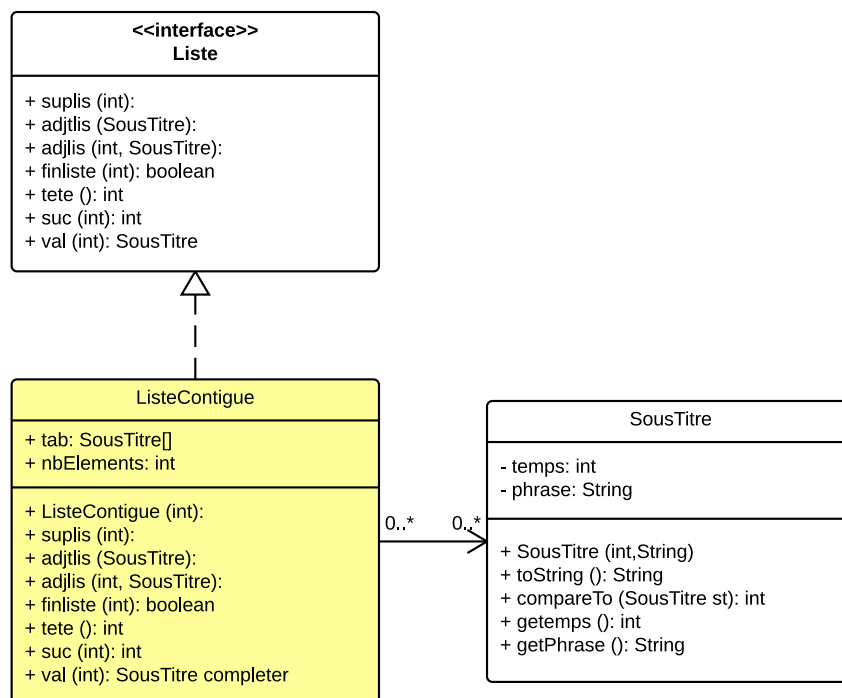 <<interface>>
Liste
+ suplis (int):
+ adjtlis (SousTitre):
+ adjlis (int, SousTitre):
+ finliste (int): boolean
+ tete (): int
+ suc (int): int
+ val (int): SousTitre
ListeContigue
+ tab: SousTitre[]
+ nbElements: int
+ ListeContigue (int):
+ suplis (int):
+ adjtlis (SousTitre):
+ adjlis (int, SousTitre):
+ finliste (int): boolean
+ tete (): int
+ suc (int): int
+ val (int): SousTitre completer
0..*
0..*
SousTitre
- temps: int
- phrase: String
+ SousTitre (int,String)
+ toString (): String
+ compareTo (SousTitre st): int
+ getemps (): int
+ getPhrase (): String